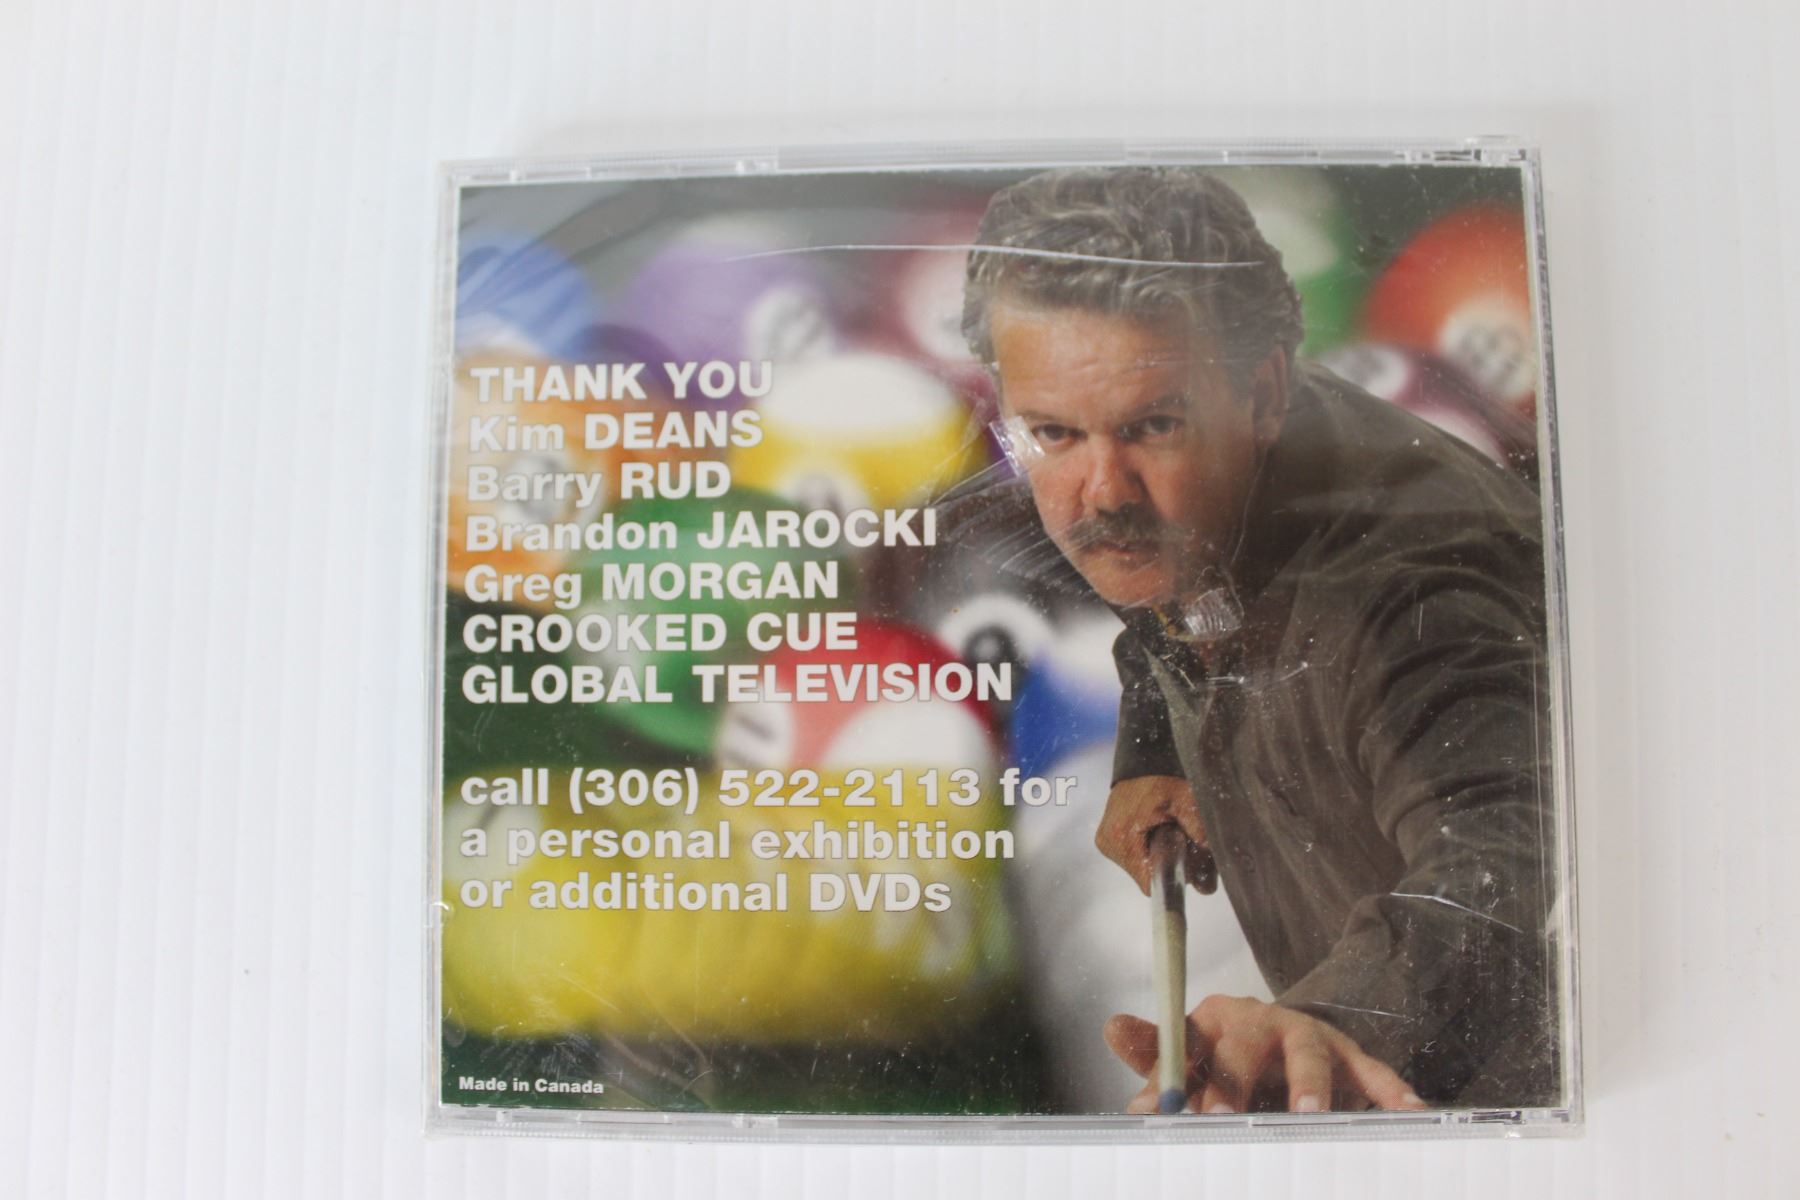 THANK YOU
Kim DEANS
Barry RUD
Brandon JAROCKI
Greg MORGAN
CROOKED CUE
GLOBAL TELEVISION
call (306) 522-2113 for
a personal exhibition
or additional DVDs
Made in Canada